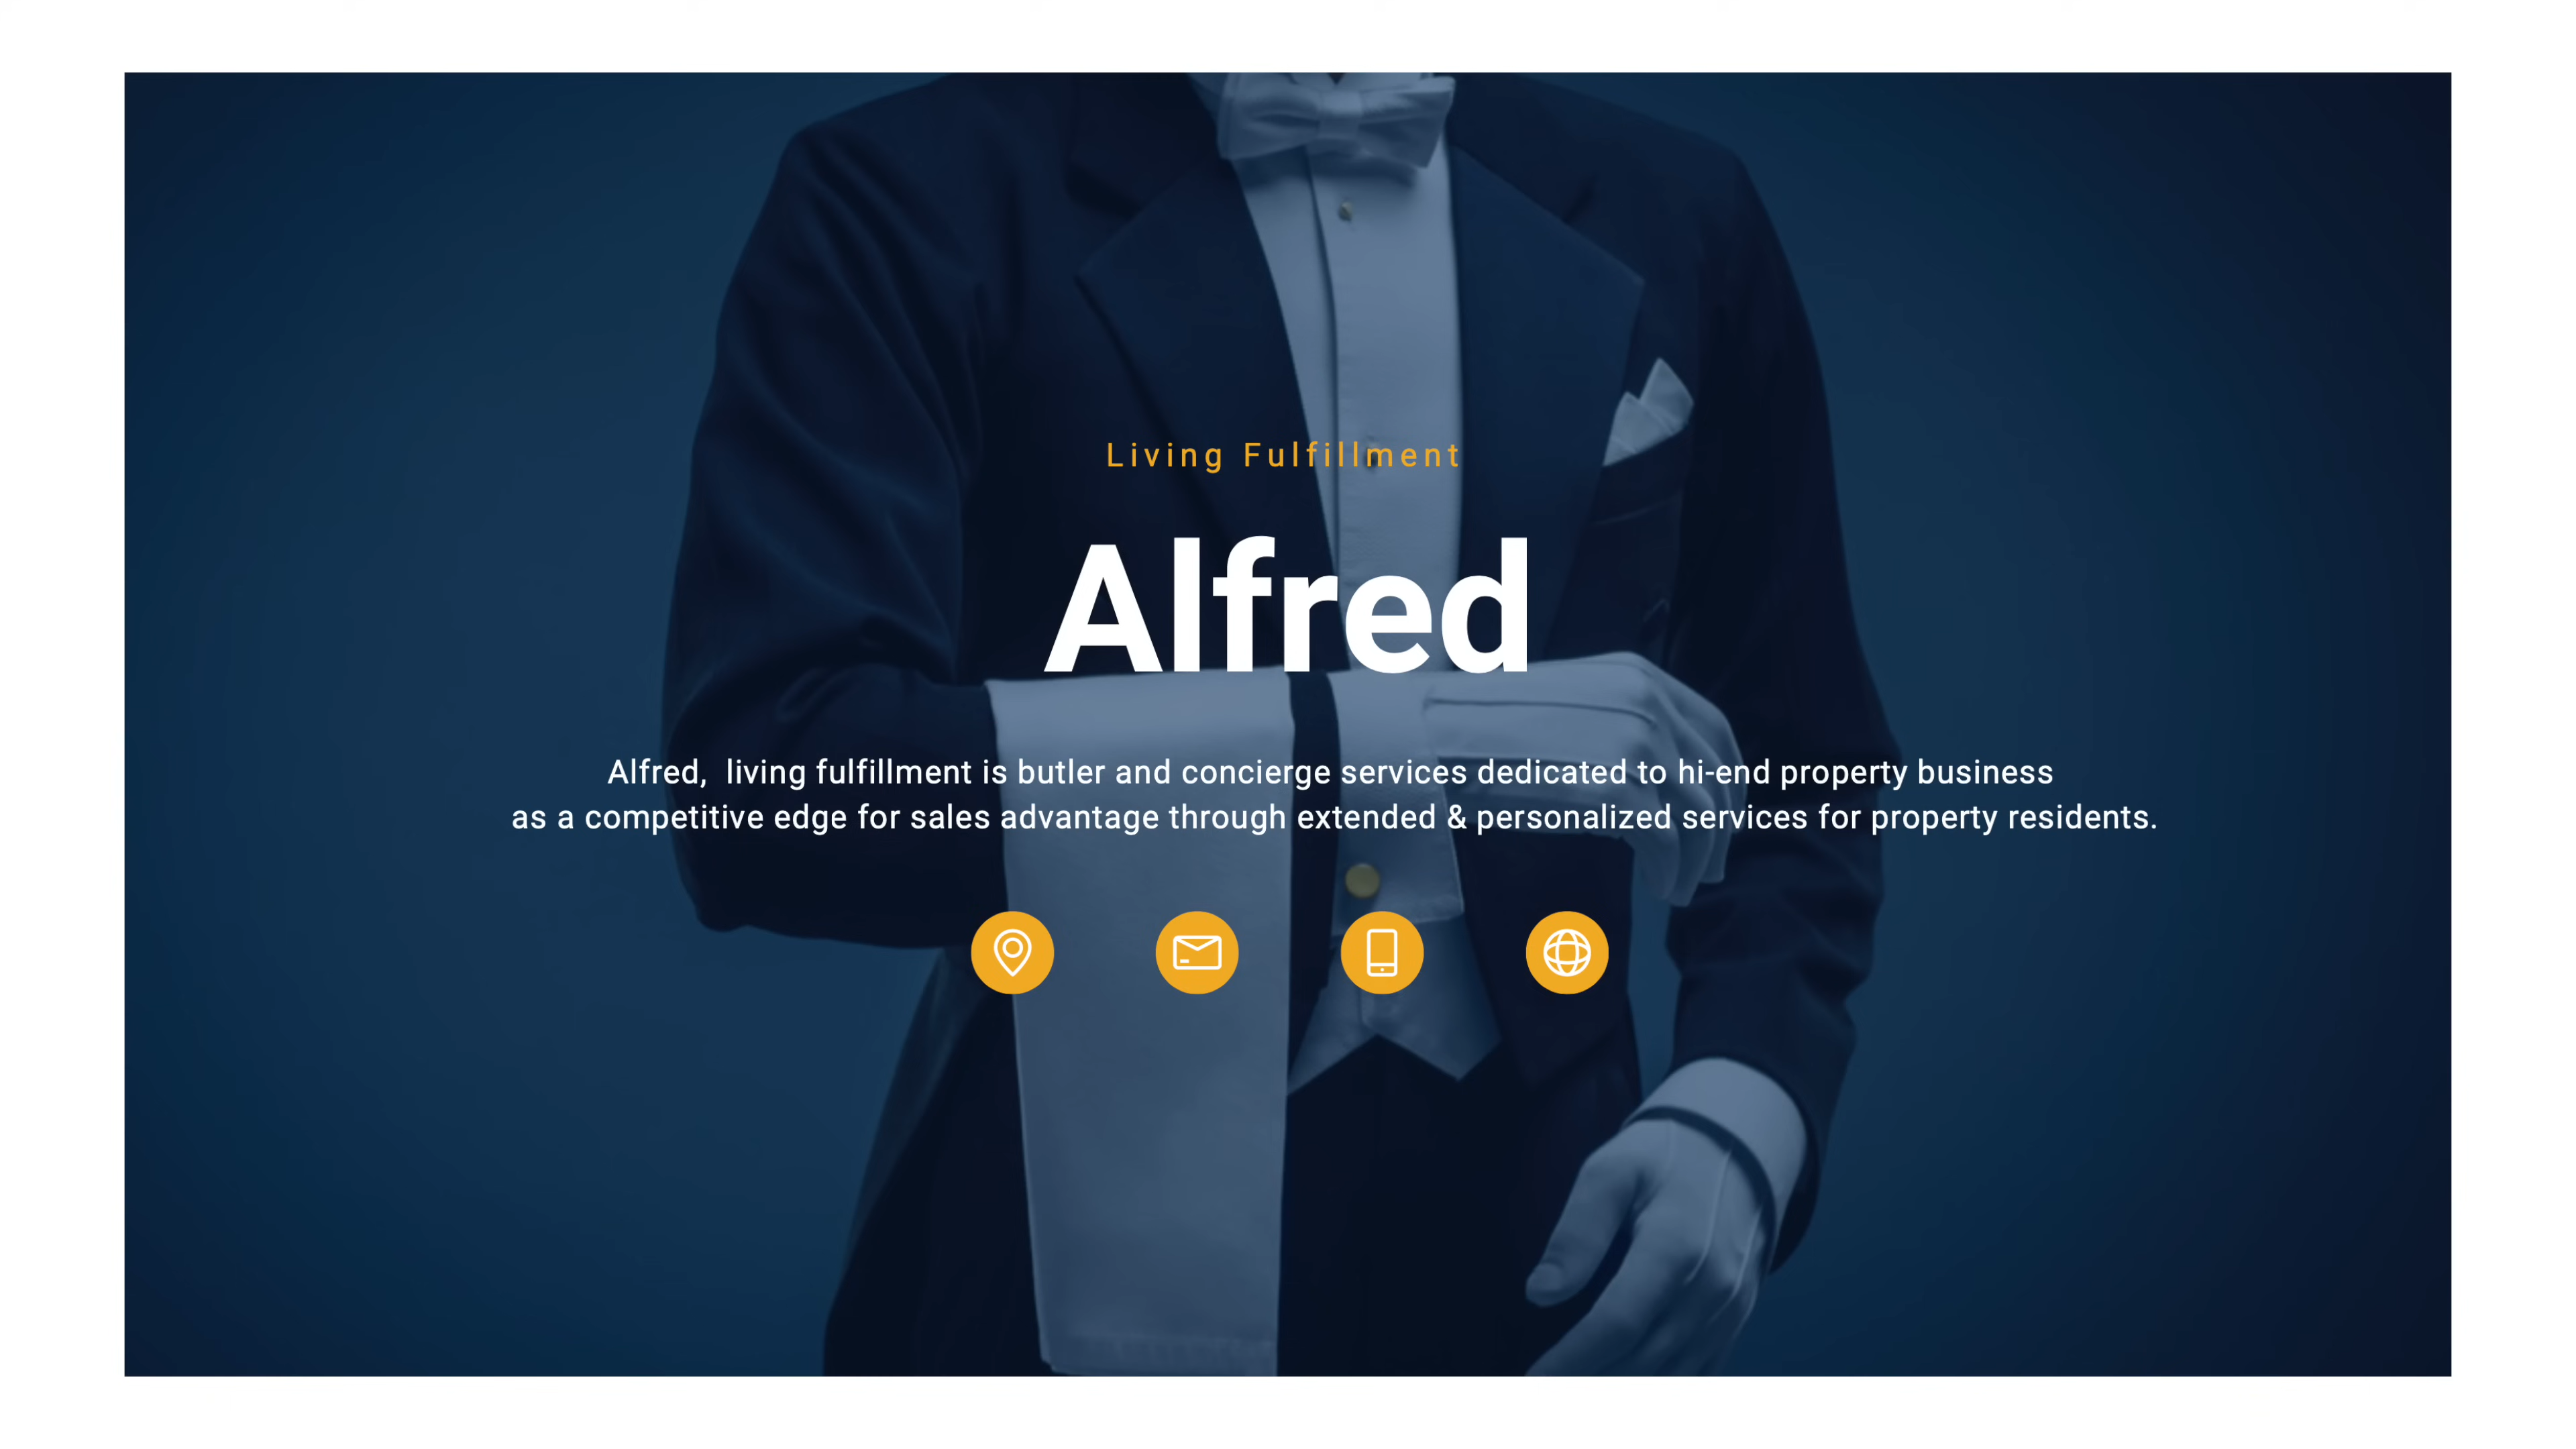 Living Fulfillment
Alfred
Alfred,  living fulfillment is butler and concierge services dedicated to hi-end property business
as a competitive edge for sales advantage through extended & personalized services for property residents.